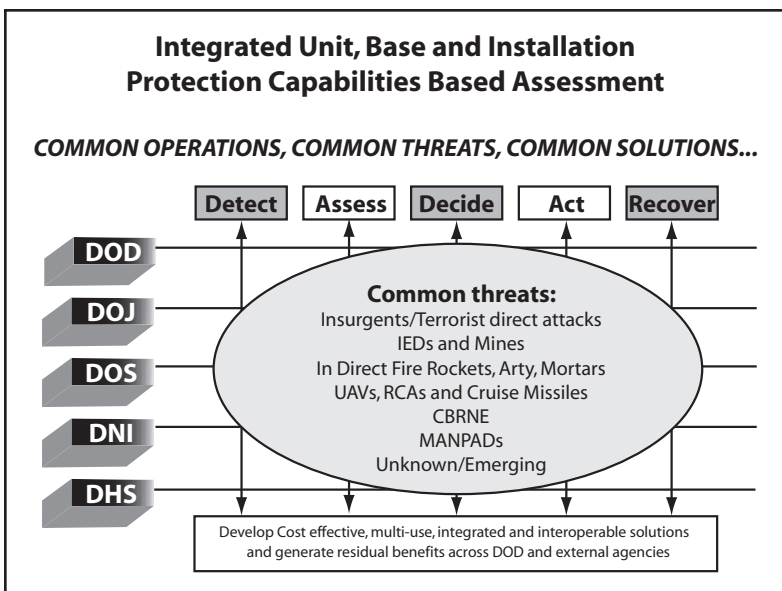 Integrated Unit, Base and Installation
Protection Capabilities Based Assessment
COMMON OPERATIONS, COMMON THREATS, COMMON SOLUTIONS...
Detect Assess Decide Act Recover
DOD
DOJ
DOS
DNI
DHS
Common threats:
Insurgents/Terrorist direct attacks
IEDs and Mines
In Direct Fire Rockets, Arty, Mortars
UAVs, RCAs and Cruise Missiles
CBRNE
MANPADs
Unknown/Emerging
Develop Cost effective, multi-use, integrated and interoperable solutions
and generate residual benefits across DOD and external agencies